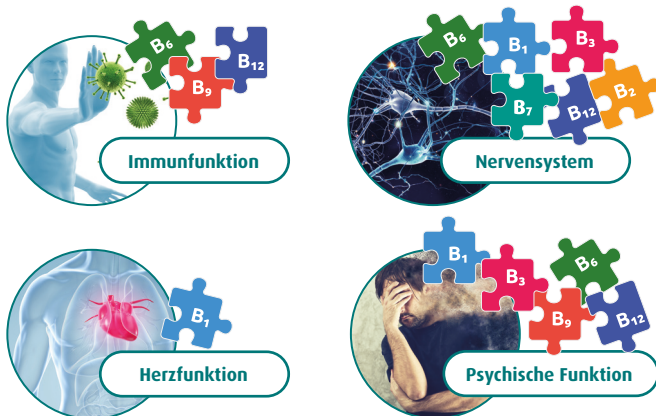 B₆
B₉
B₁₂
Immunfunktion
B₆
B₁
B₃
B₇
B₁₂
B₂
Nervensystem
B₁
Herzfunktion
B₁
B₃
B₆
B₉
B₁₂
Psychische Funktion